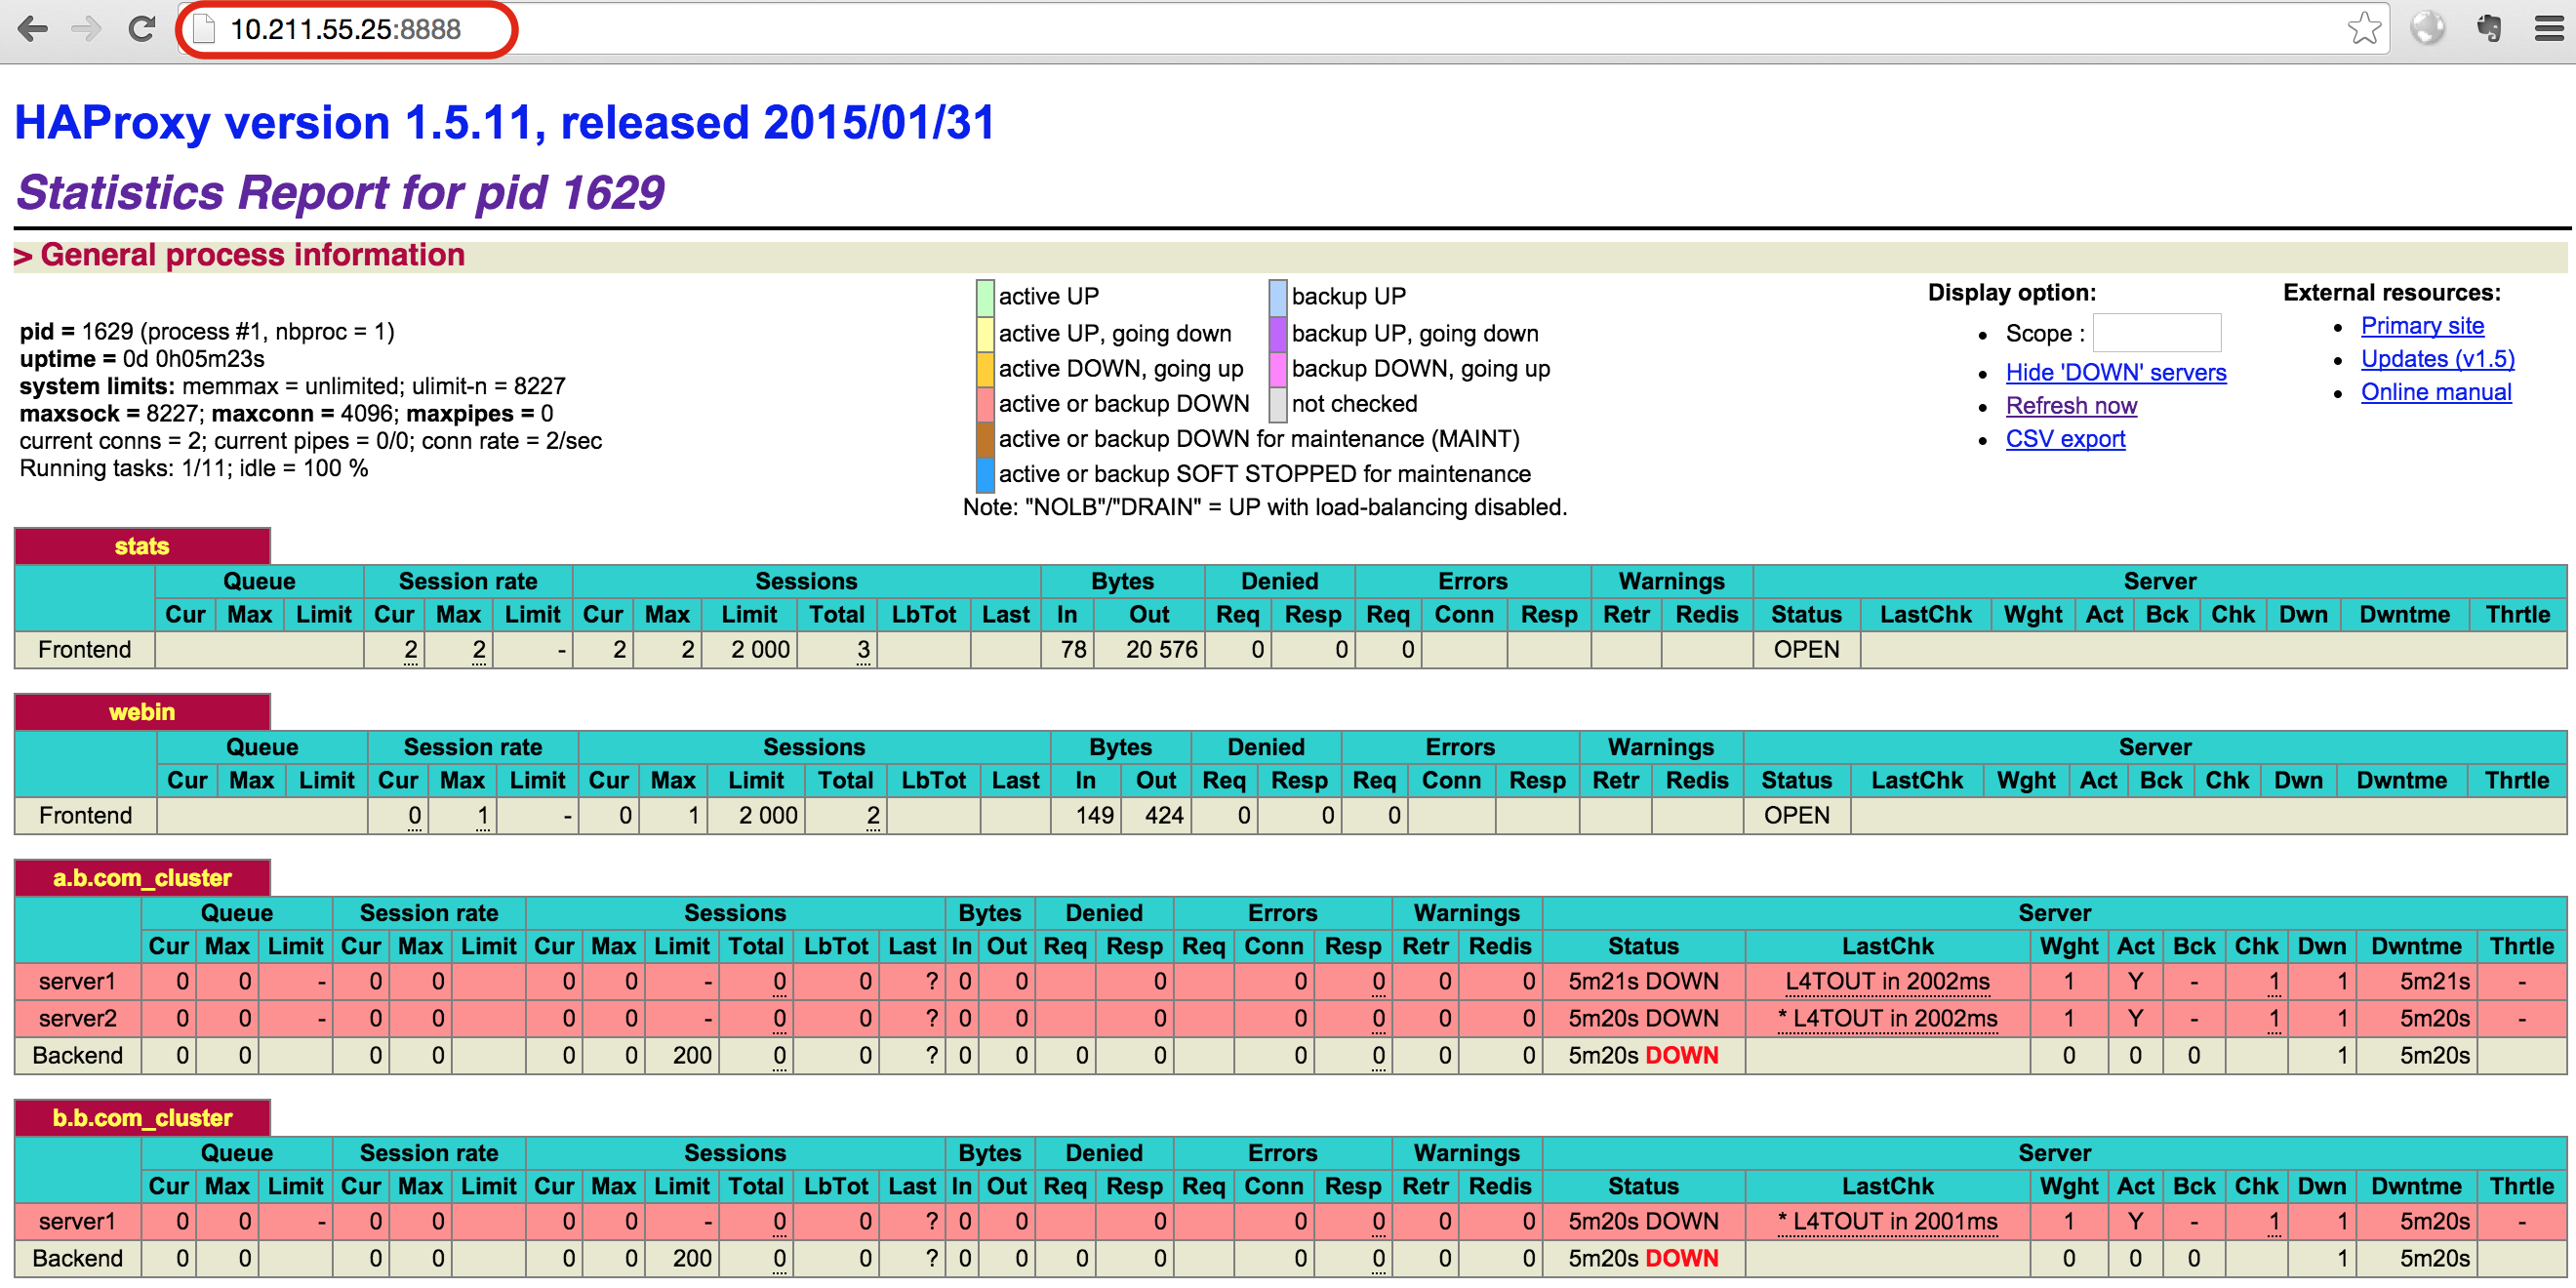 10.211.55.25:8888
HAProxy version 1.5.11, released 2015/01/31
Statistics Report for pid 1629
> General process information
pid = 1629 (process #1, nbproc = 1)
uptime = 0d 0h05m23s
system limits: memmax = unlimited; ulimit-n = 8227
maxsock = 8227; maxconn = 4096; maxpipes = 0
current conns = 2; current pipes = 0/0; conn rate = 2/sec
Running tasks: 1/11; idle = 100 %
active UP backup UP
active UP, going down backup UP, going down
active DOWN, going up backup DOWN, going up
active or backup DOWN not checked
active or backup DOWN for maintenance (MAINT)
active or backup SOFT STOPPED for maintenance
Note: "NOLB"/"DRAIN" = UP with load-balancing disabled.
Display option:
• Scope :
• Hide 'DOWN' servers
• Refresh now
• CSV export
External resources:
• Primary site
• Updates (v1.5)
• Online manual
stats
Queue Session rate Sessions Bytes Denied Errors Warnings Server
Cur Max Limit Cur Max Limit Cur Max Limit Total LbTot Last In Out Req Resp Req Conn Resp Retr Redis Status LastChk Wght Act Bck Chk Dwn Dwntme Thrtle
Frontend 2 2 - 2 2 2 000 3 78 20 576 0 0 0 OPEN
webin
Queue Session rate Sessions Bytes Denied Errors Warnings Server
Cur Max Limit Cur Max Limit Cur Max Limit Total LbTot Last In Out Req Resp Req Conn Resp Retr Redis Status LastChk Wght Act Bck Chk Dwn Dwntme Thrtle
Frontend 0 1 - 0 1 2 000 2 149 424 0 0 0 OPEN
a.b.com_cluster
Queue Session rate Sessions Bytes Denied Errors Warnings Server
Cur Max Limit Cur Max Limit Cur Max Limit Total LbTot Last In Out Req Resp Req Conn Resp Retr Redis Status LastChk Wght Act Bck Chk Dwn Dwntme Thrtle
server1 0 0 - 0 0 0 0 - 0 0 ? 0 0 0 0 0 0 0 5m21s DOWN L4TOUT in 2002ms 1 Y - 1 1 5m21s -
server2 0 0 - 0 0 0 0 - 0 0 ? 0 0 0 0 0 0 0 5m20s DOWN * L4TOUT in 2002ms 1 Y - 1 1 5m20s -
Backend 0 0 0 0 0 0 200 0 0 ? 0 0 0 0 0 0 0 0 5m20s DOWN 0 0 0 1 5m20s
b.b.com_cluster
Queue Session rate Sessions Bytes Denied Errors Warnings Server
Cur Max Limit Cur Max Limit Cur Max Limit Total LbTot Last In Out Req Resp Req Conn Resp Retr Redis Status LastChk Wght Act Bck Chk Dwn Dwntme Thrtle
server1 0 0 - 0 0 0 0 - 0 0 ? 0 0 0 0 0 0 0 5m20s DOWN * L4TOUT in 2001ms 1 Y - 1 1 5m20s -
Backend 0 0 0 0 0 0 200 0 0 ? 0 0 0 0 0 0 0 0 5m20s DOWN 0 0 0 1 5m20s